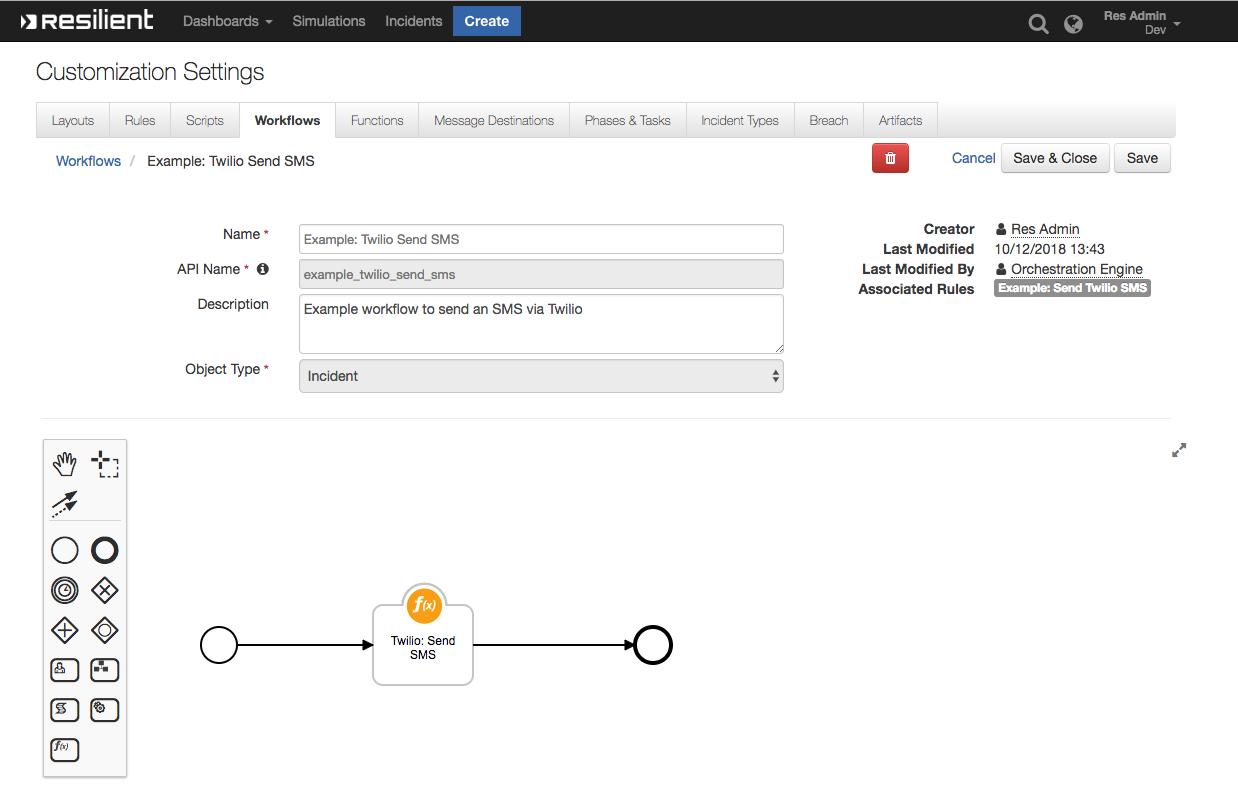 resilient Dashboards Simulations Incidents Create Res Admin
Dev
Customization Settings
Layouts Rules Scripts Workflows Functions Message Destinations Phases & Tasks Incident Types Breach Artifacts
Workflows / Example: Twilio Send SMS Cancel Save & Close Save
Name * Example: Twilio Send SMS
API Name * example_twilio_send_sms
Description Example workflow to send an SMS via Twilio
Object Type * Incident
Creator Res Admin
Last Modified 10/12/2018 13:43
Last Modified By Orchestration Engine
Associated Rules Example: Send Twilio SMS
f(x)
Twilio: Send
SMS
f(x)